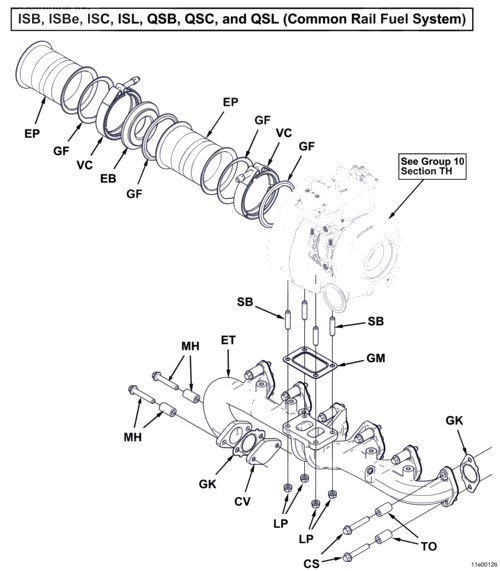 ISB, ISBe, ISC, ISL, QSB, QSC, and QSL (Common Rail Fuel System)
EP
GF
VC
EB
GF
EP
GF
VC
GF
See Group 10
Section TH
SB
SB
ET
MH
GM
MH
GK
GK
CV
LP
LP
CS
TO
11e00126